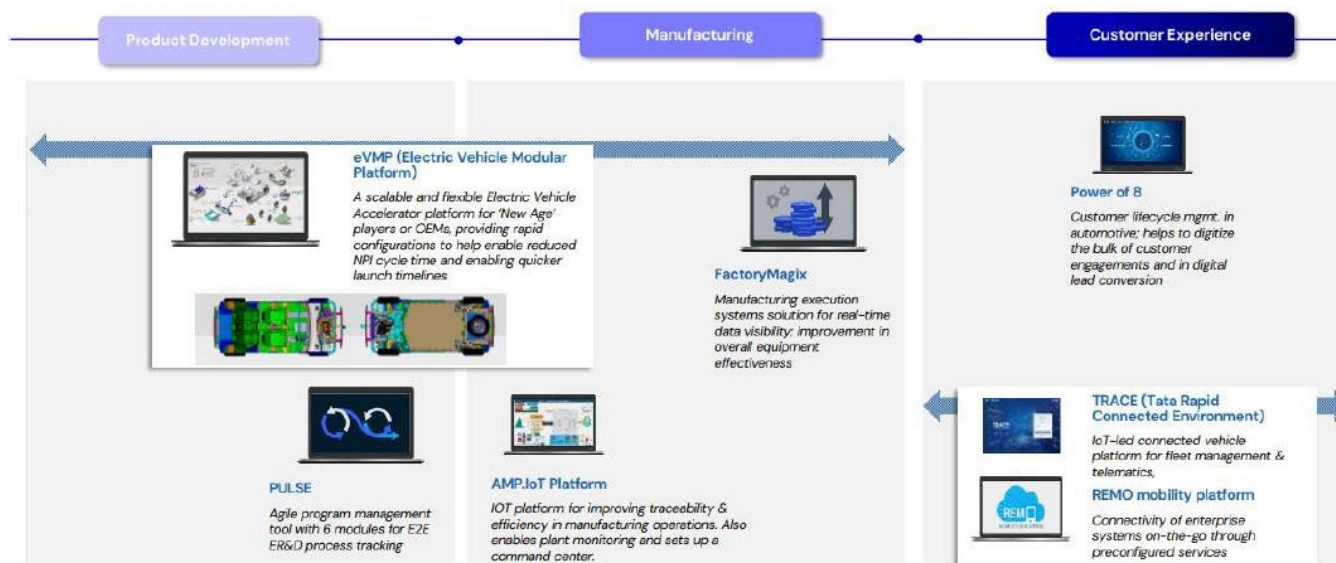 Product Development
Manufacturing
Customer Experience
eVMP (Electric Vehicle Modular
Platform)
A scalable and flexible Electric Vehicle
Accelerator platform for ‘New Age’
players or OEMs, providing rapid
configurations to help enable reduced
NPI cycle time and enabling quicker
launch timelines
PULSE
Agile program management
tool with 6 modules for E2E
ER&D process tracking
FactoryMagix
Manufacturing execution
systems solution for real-time
data visibility; improvement in
overall equipment
effectiveness
AMP.IoT Platform
IOT platform for improving traceability &
efficiency in manufacturing operations. Also
enables plant monitoring and sets up a
command center.
Power of 8
Customer lifecycle mgmt. in
automotive; helps to digitize
the bulk of customer
engagements and in digital
lead conversion
TRACE (Tata Rapid
Connected Environment)
IoT-led connected vehicle
platform for fleet management &
telematics,
REMO mobility platform
Connectivity of enterprise
systems on-the-go through
preconfigured services